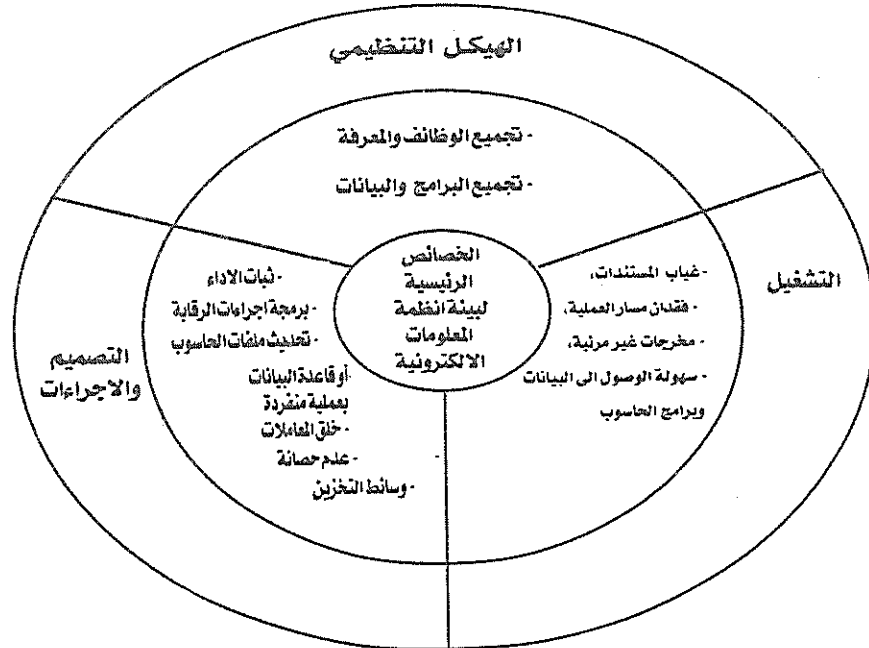 الهيكل التنظيمي
- تجميع الوظائف والمعرفة
- تجميع البرامج والبيانات
الخصائص
الرئيسية
لبيئة انظمة
المعلومات
الالكترونية
التشغيل
- غياب المستندات،
- فقدان مسار العملية،
- مخرجات غير مرئية،
- سهولة الوصول الى البيانات
وبرامج الحاسوب
التصميم
والاجراءات
- ثبات الاداء
- برمجة اجراءات الرقابة
- تحديث ملفات الحاسوب
أو قاعدة البيانات
بعملية منفردة
- خلق المعاملات
- عدم حصانة
- وسائط التخزين